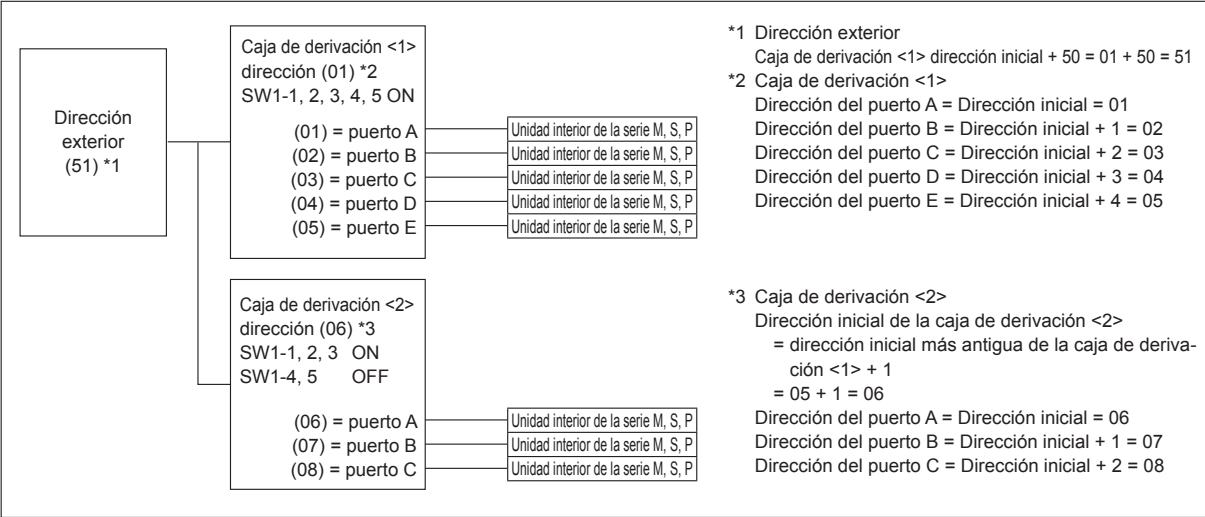 Dirección
exterior
(51) *1
Caja de derivación <1>
dirección (01) *2
SW1-1, 2, 3, 4, 5 ON
(01) = puerto A
(02) = puerto B
(03) = puerto C
(04) = puerto D
(05) = puerto E
Unidad interior de la serie M, S, P
Unidad interior de la serie M, S, P
Unidad interior de la serie M, S, P
Unidad interior de la serie M, S, P
Unidad interior de la serie M, S, P
Caja de derivación <2>
dirección (06) *3
SW1-1, 2, 3 ON
SW1-4, 5 OFF
(06) = puerto A
(07) = puerto B
(08) = puerto C
Unidad interior de la serie M, S, P
Unidad interior de la serie M, S, P
Unidad interior de la serie M, S, P
*1 Dirección exterior
Caja de derivación <1> dirección inicial + 50 = 01 + 50 = 51
*2 Caja de derivación <1>
Dirección del puerto A = Dirección inicial = 01
Dirección del puerto B = Dirección inicial + 1 = 02
Dirección del puerto C = Dirección inicial + 2 = 03
Dirección del puerto D = Dirección inicial + 3 = 04
Dirección del puerto E = Dirección inicial + 4 = 05
*3 Caja de derivación <2>
Dirección inicial de la caja de derivación <2>
= dirección inicial más antigua de la caja de deriva-
ción <1> + 1
= 05 + 1 = 06
Dirección del puerto A = Dirección inicial = 06
Dirección del puerto B = Dirección inicial + 1 = 07
Dirección del puerto C = Dirección inicial + 2 = 08